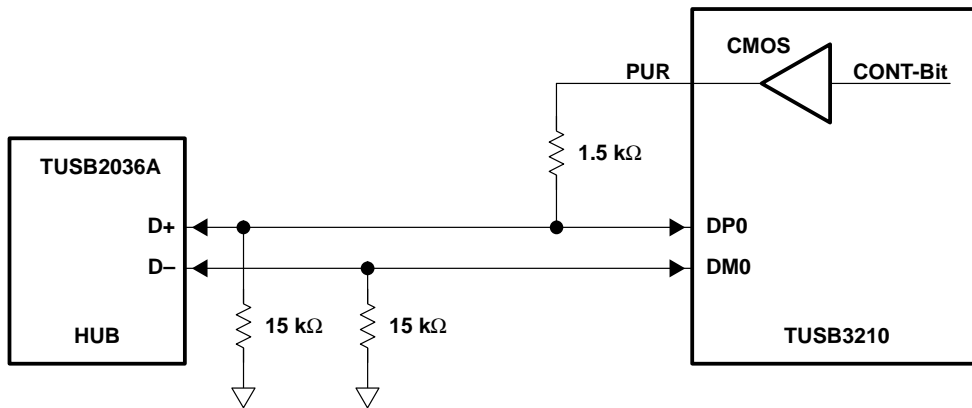 CMOS
PUR
CONT-Bit
1.5 kΩ
TUSB2036A
D+
DP0
D–
DM0
15 kΩ
15 kΩ
HUB
TUSB3210